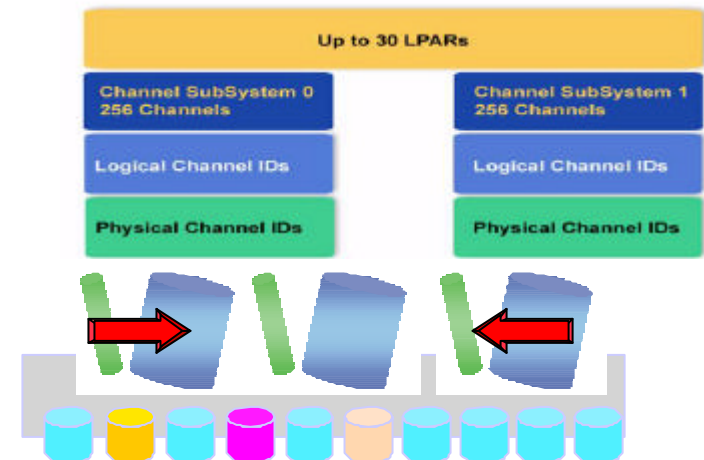 Up to 30 LPARs
Channel SubSystem 0
256 Channels
Channel SubSystem 1
256 Channels
Logical Channel IDs
Logical Channel IDs
Physical Channel IDs
Physical Channel IDs